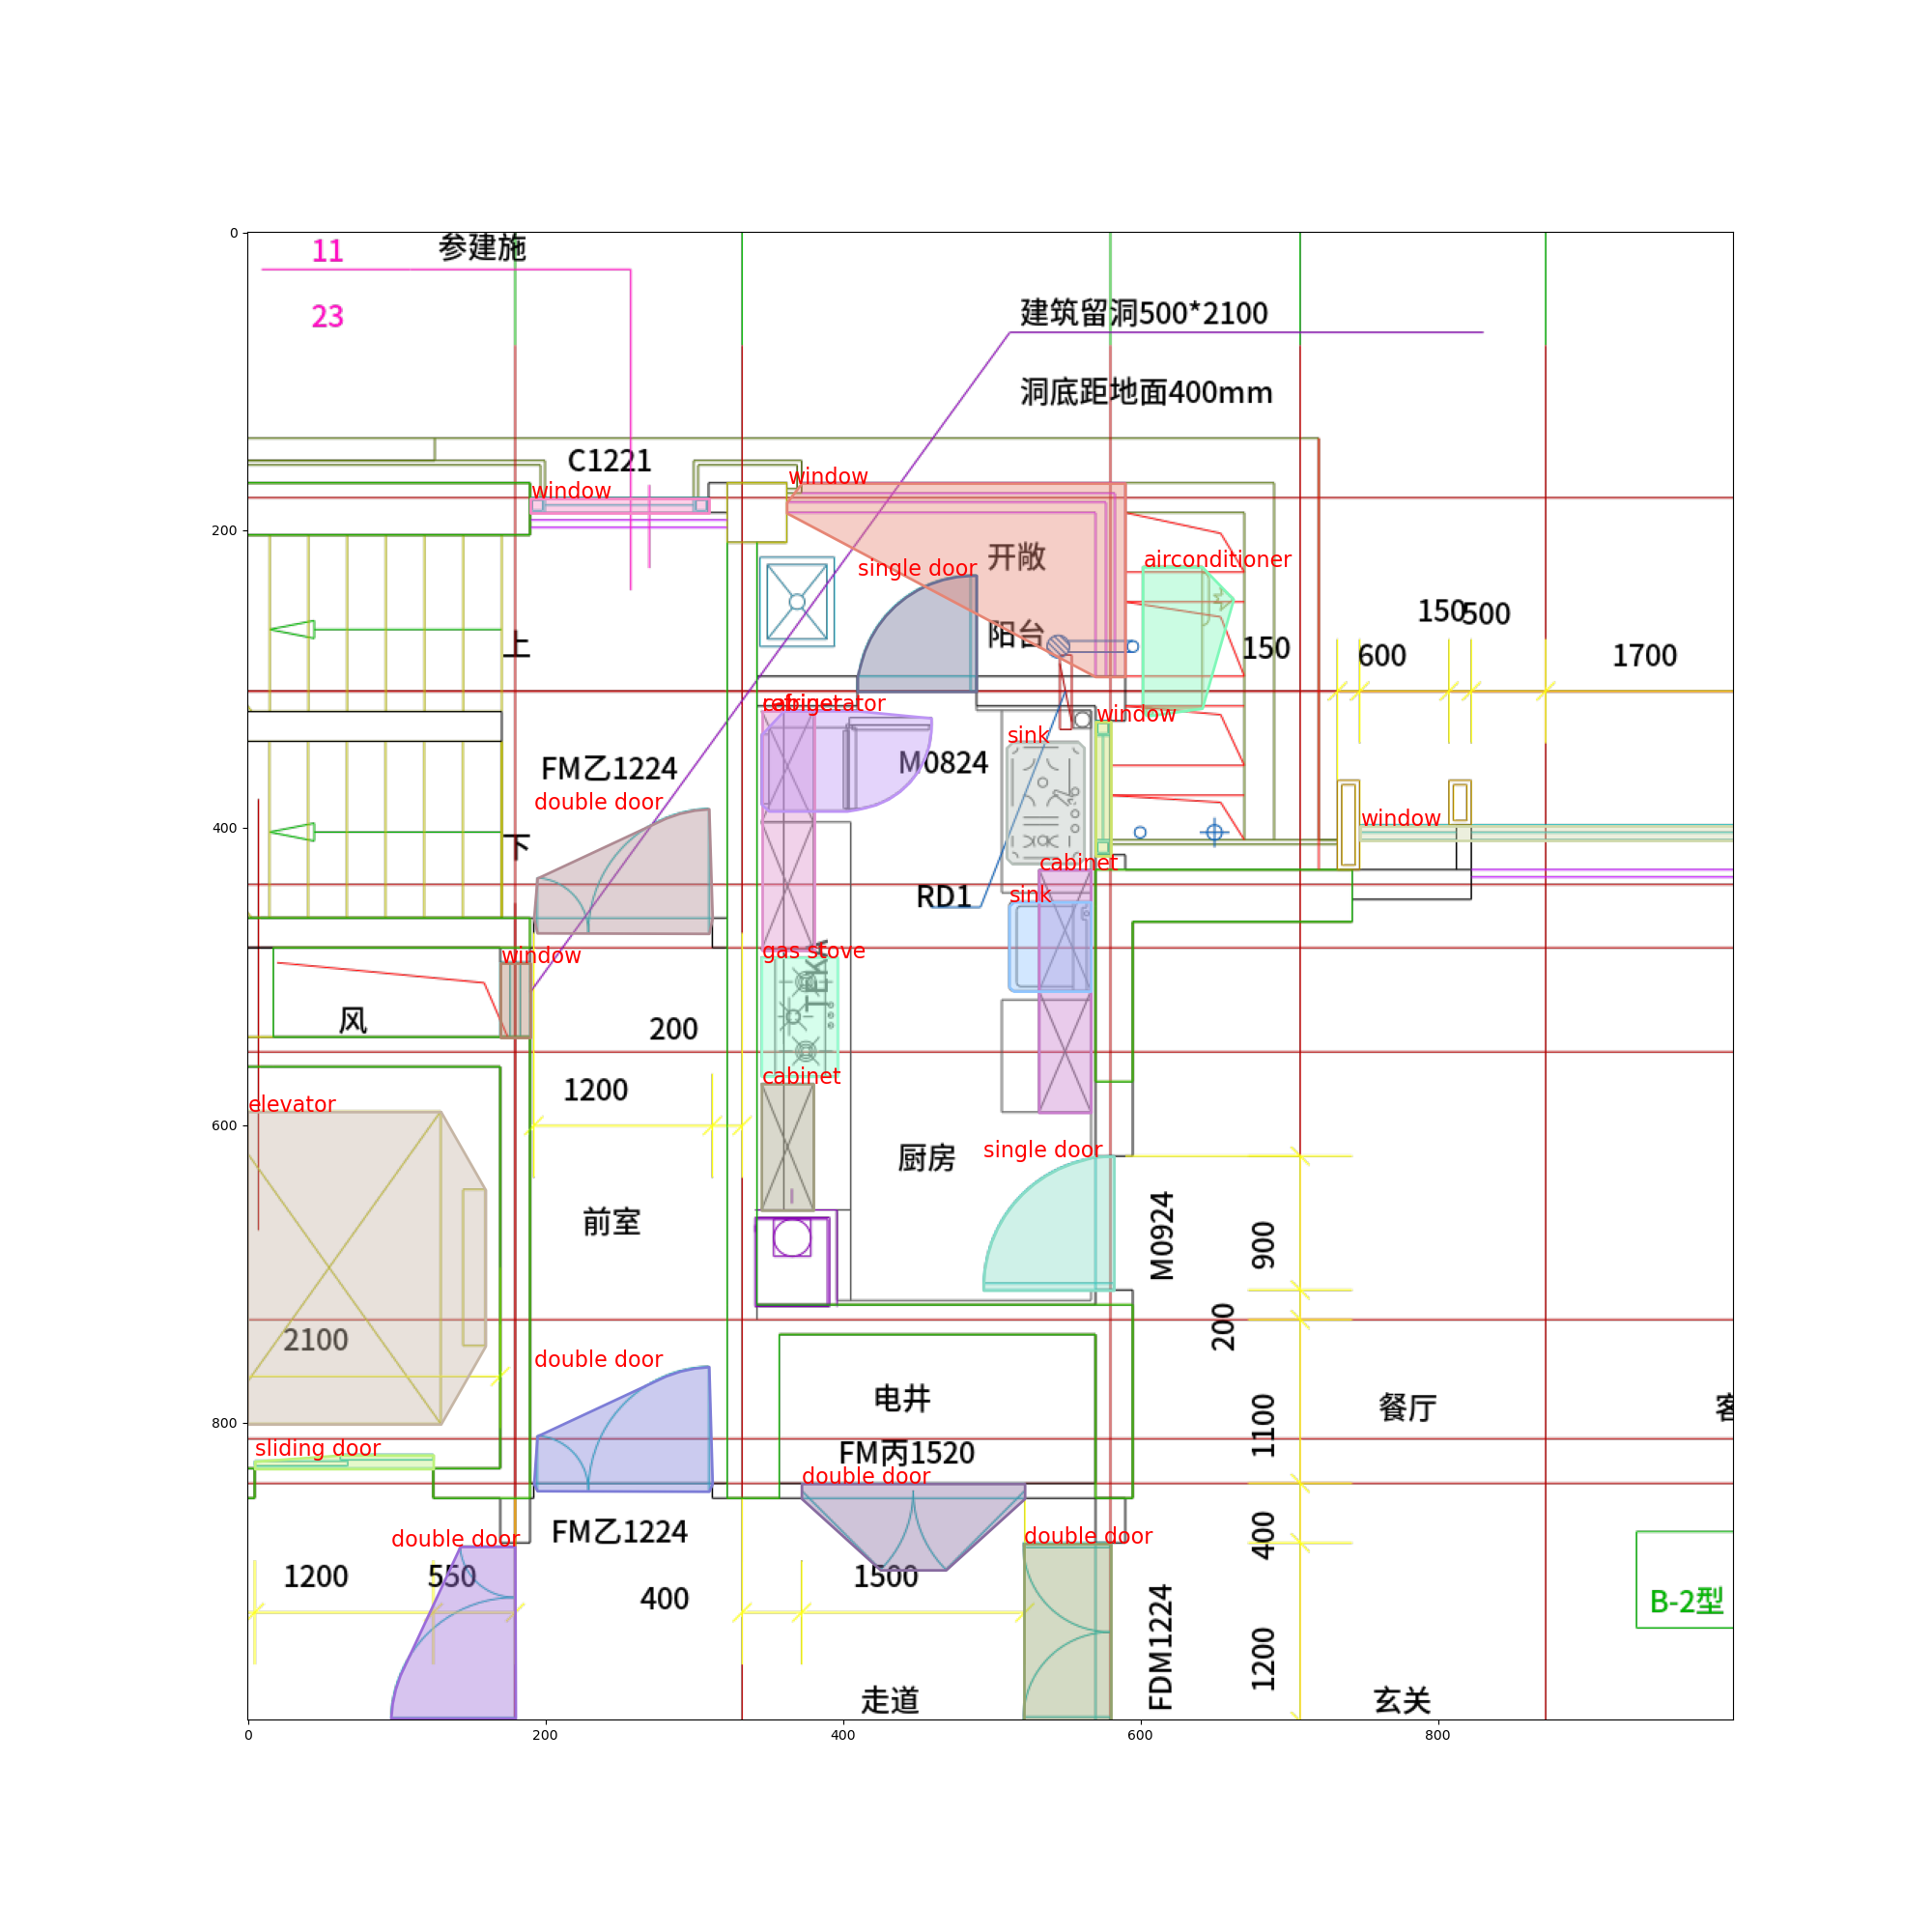 参建施
11
23
建筑留洞500*2100
洞底距地面400mm
C1221
window
window
开敞
single door
airconditioner
阳台
150
150
500
600
1700
上
refrigerator
cabinet
window
sink
M0824
FM乙1224
double door
下
window
cabinet
sink
RD1
window
gas stove
TEKA
风
200
1200
cabinet
elevator
厨房
single door
前室
M0924
900
200
2100
double door
电井
FM丙1520
double door
1100
餐厅
客
sliding door
double door
FM乙1224
double door
400
1200
550
400
1500
FDM1224
1200
B-2型
走道
玄关
0
200
400
600
800
0
200
400
600
800